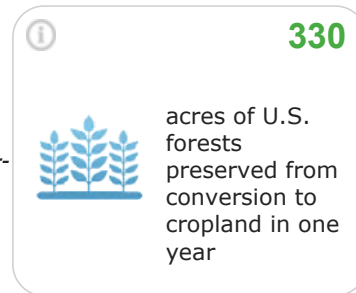 330
acres of U.S.
forests
preserved from
conversion to
cropland in one
year